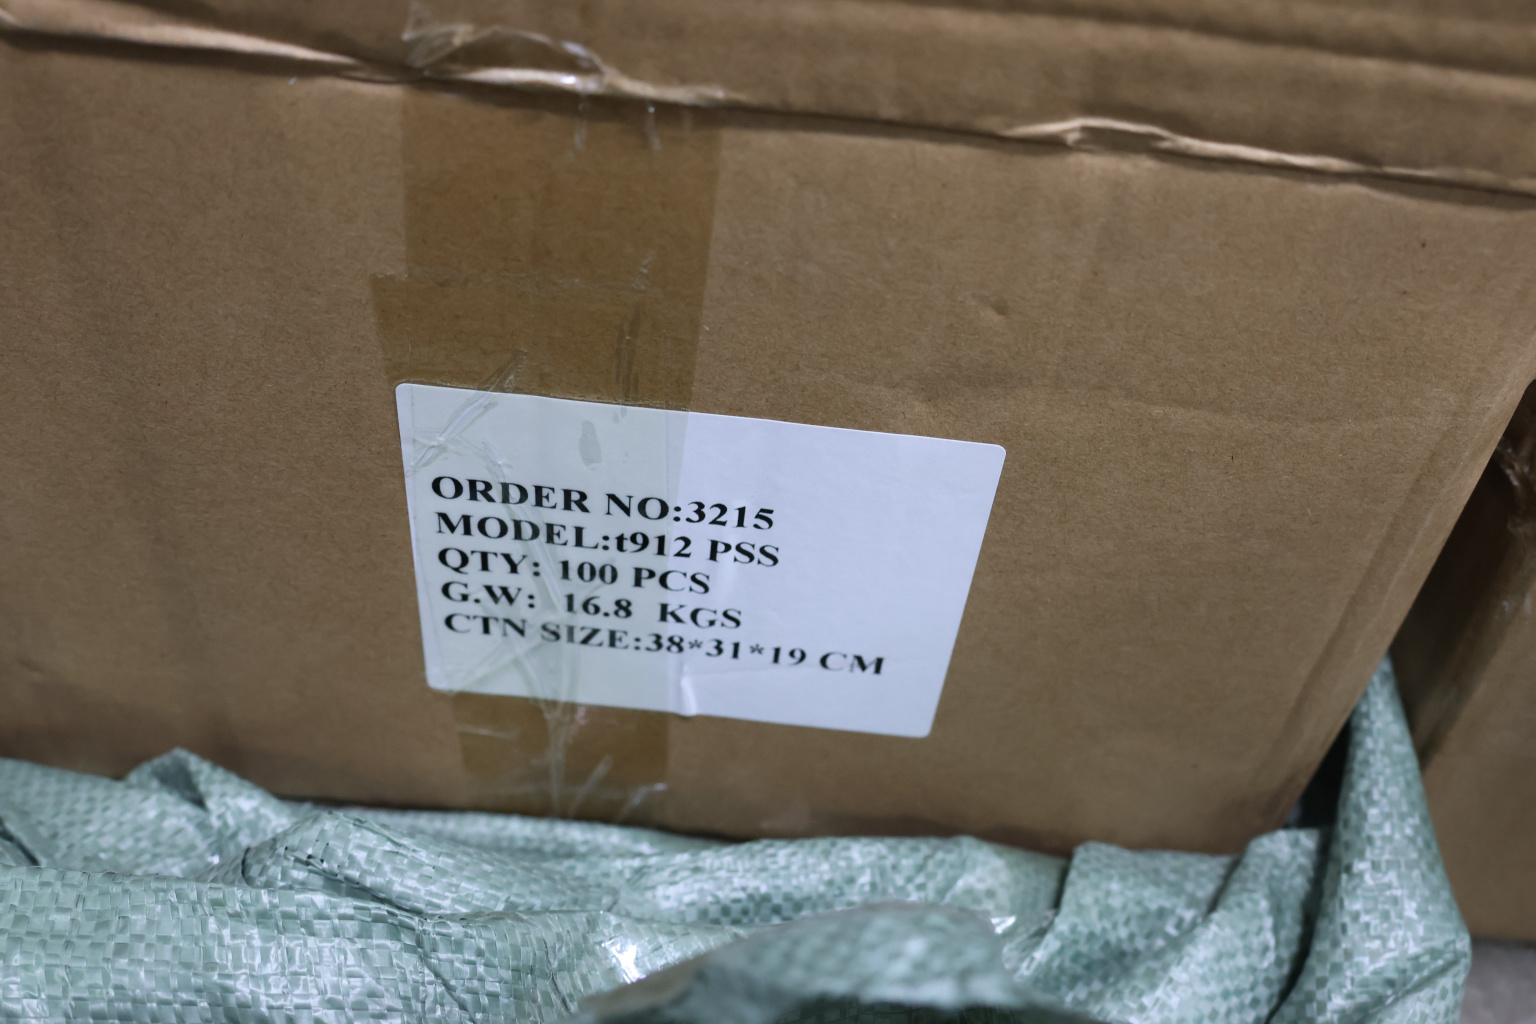 ORDER NO:3215
MODEL:t912 PSS
QTY: 100 PCS
G.W: 16.8 KGS
CTN SIZE:38*31*19 CM